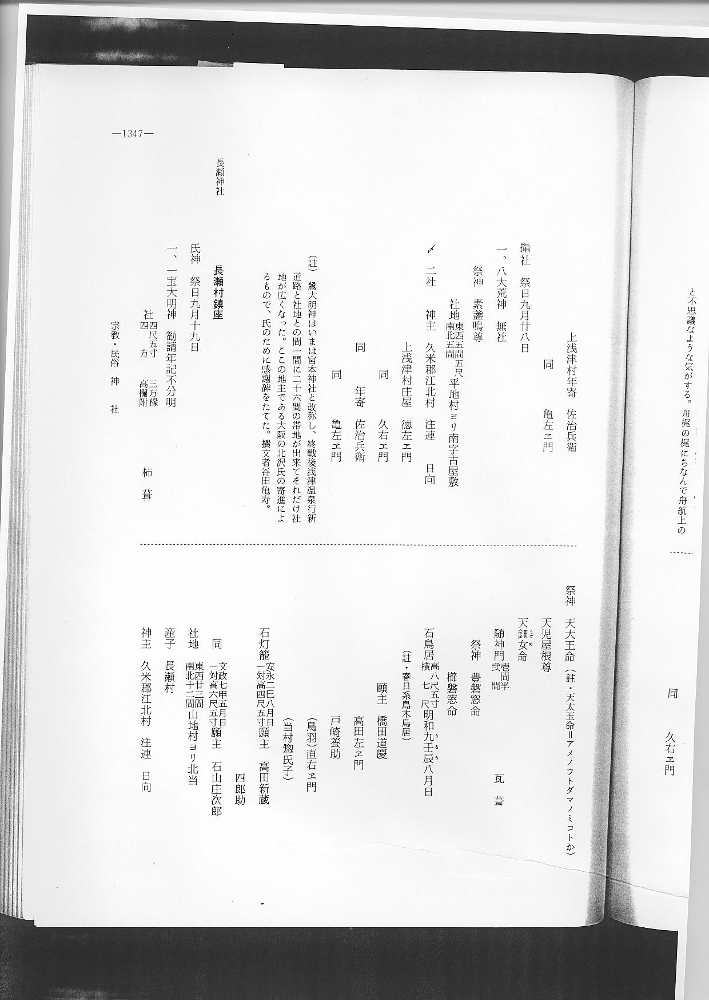 と不思議なような気がする。舟梶の梶にちなんで舟航上の
同　久右ヱ門
上浅津村年寄　佐治兵衛
同　亀左ヱ門
攝社　祭日九月廿八日
一、八大荒神　無社
祭神　素盞鳴尊
社地東西五間五尺南北五間平地村ヨリ南字古屋敷
〆　二社　神主　久米郡江北村　注連　日向
上浅津村庄屋　徳左ヱ門
同　久右ヱ門
同　年寄　佐治兵衛
同　亀左ヱ門
（註）鷺大明神はいまは宮本神社と改称し、終戦後浅津温泉行新
道路と社地との間一間に二十六間の帯地が出来てそれだけ社
地が広くなった。ここの地主である大阪の北沢氏の寄進によ
るもので、氏のために感謝碑をたてた。撰文者谷田亀寿。
長瀬神社
長瀬村鎮座
氏神　祭日九月十九日
一、一宝大明神　勧請年記不分明
社四尺五寸四方　三方椽高欄附　柿葺
祭神　天大王命（註・天太玉命＝アメノフトダマノミコトか）
天児屋根尊
天鈿女命
うずめ
随神門壱間半弐間　瓦葺
祭神　豊磐窓命
櫛磐窓命
石鳥居高八尺五寸横七尺明和九壬辰八月日
うるう
（註・春日系島木鳥居）
願主　橋田道慶
高田左ヱ門
戸崎養助
（鳥羽）直右ヱ門
（当村惣氏子）
石灯籠安永二巳八月日一対高四尺五寸願主　高田新蔵
四郎助
同　文政七甲五月日一対高六尺五寸願主　石山庄次郎
社地　東西廿三間南北十二間山地村ヨリ北当
産子　長瀬村
神主　久米郡江北村　注連　日向
宗教・民俗　神社
—1347—